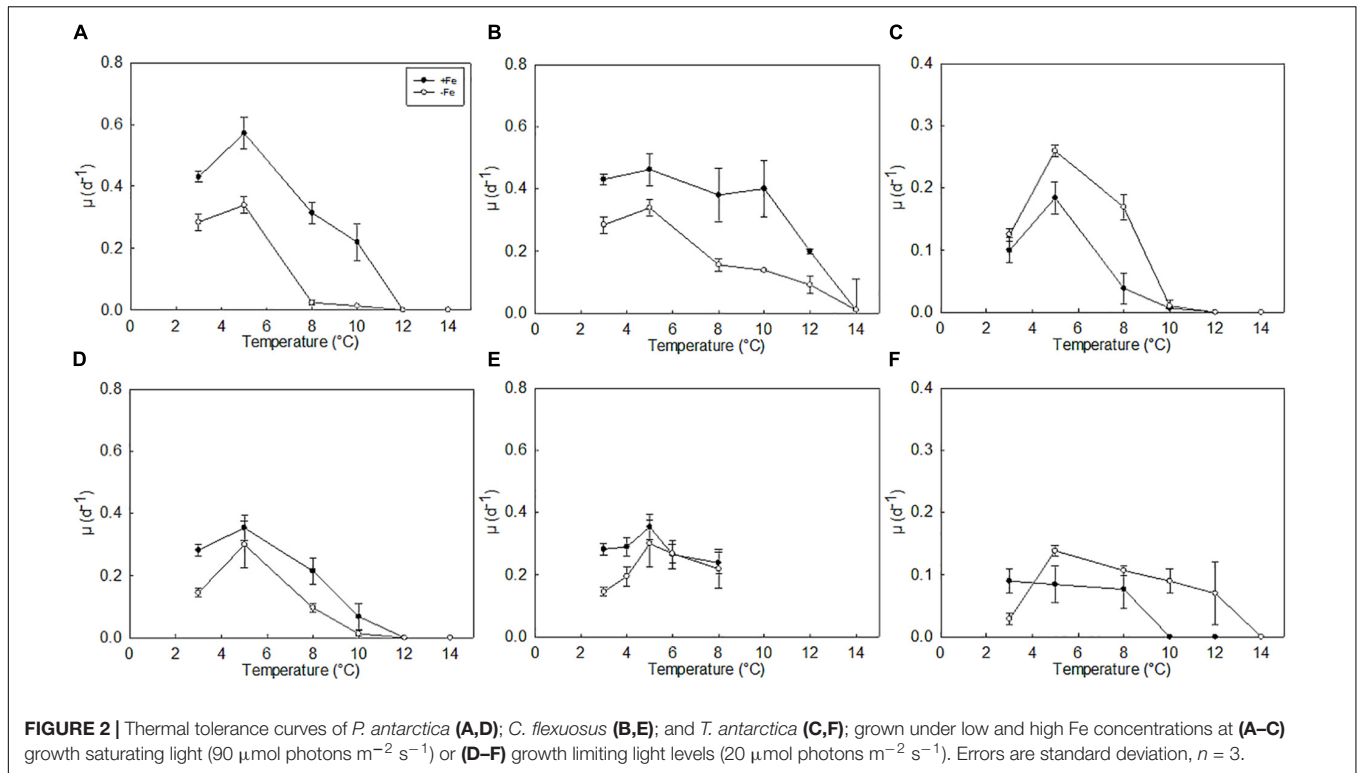 A
B
C
0.8
0.6
0.4
0.2
0.0
μ (d⁻¹)
+Fe
-Fe
0 2 4 6 8 10 12 14
Temperature (°C)
0.8
0.6
0.4
0.2
0.0
μ (d⁻¹)
0 2 4 6 8 10 12 14
Temperature (°C)
0.4
0.3
0.2
0.1
0.0
μ (d⁻¹)
0 2 4 6 8 10 12 14
Temperature (°C)
D
E
F
0.8
0.6
0.4
0.2
0.0
μ (d⁻¹)
0 2 4 6 8 10 12 14
Temperature (°C)
0.8
0.6
0.4
0.2
0.0
μ (d⁻¹)
0 2 4 6 8 10 12 14
Temperature (°C)
0.4
0.3
0.2
0.1
0.0
μ (d⁻¹)
0 2 4 6 8 10 12 14
Temperature (°C)
FIGURE 2 | Thermal tolerance curves of P. antarctica (A,D); C. flexuosus (B,E); and T. antarctica (C,F); grown under low and high Fe concentrations at (A–C)
growth saturating light (90 μmol photons m⁻² s⁻¹) or (D–F) growth limiting light levels (20 μmol photons m⁻² s⁻¹). Errors are standard deviation, n = 3.